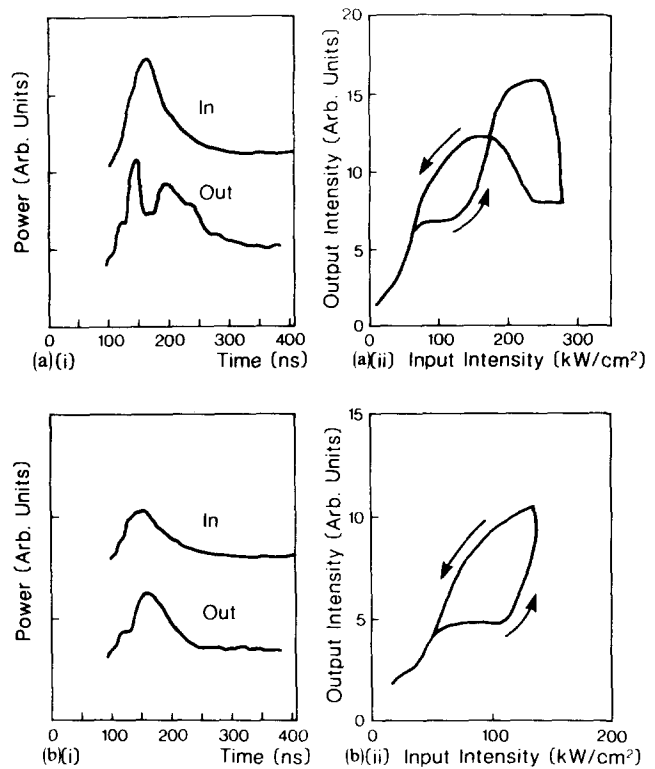 Power (Arb. Units)
In
Out
0
100
200
300
400
(a)(i)
Time (ns)
Output Intensity (Arb. Units)
20
15
10
5
0
0
100
200
300
(a)(ii)
Input Intensity (kW/cm²)
Power (Arb. Units)
In
Out
0
100
200
300
400
(b)(i)
Time (ns)
Output Intensity (Arb. Units)
15
10
5
0
0
100
200
(b)(ii)
Input Intensity (kW/cm²)